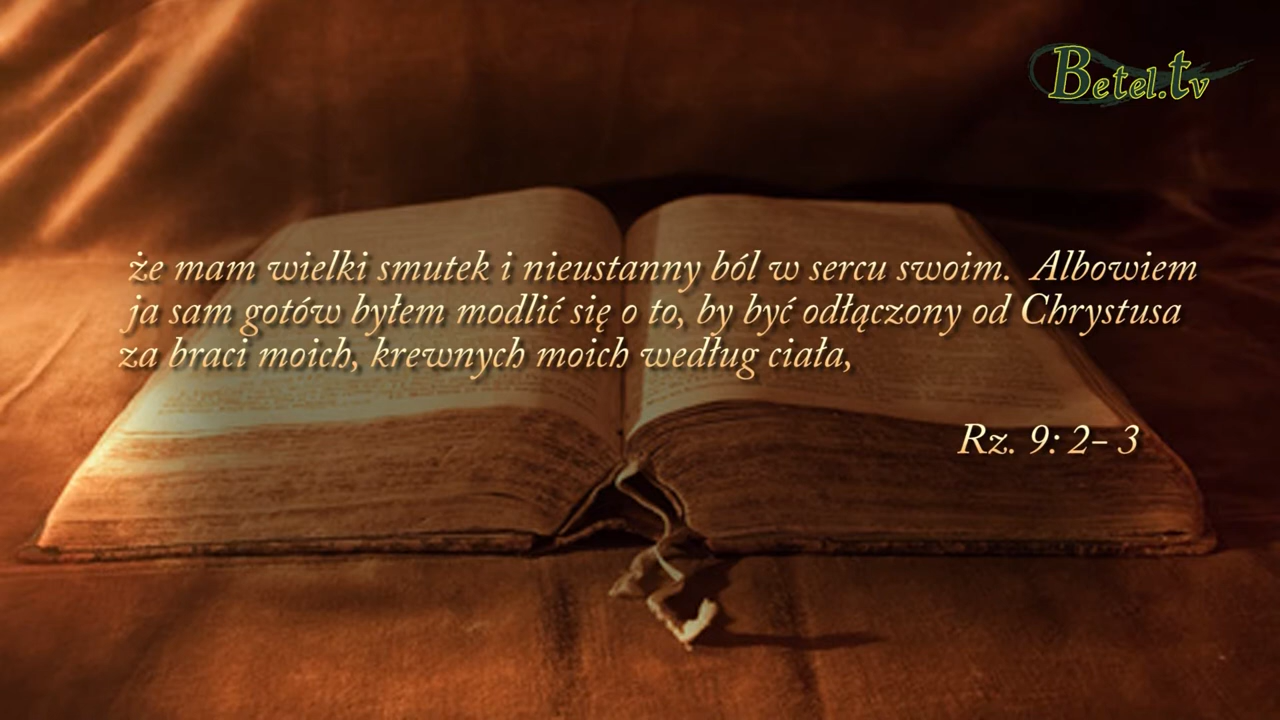 Betel.tv
że mam wielki smutek i nieustanny ból w sercu swoim. Albowiem
ja sam gotów byłem modlić się o to, by być odłączony od Chrystusa
za braci moich, krewnych moich według ciała,
Rz. 9: 2- 3